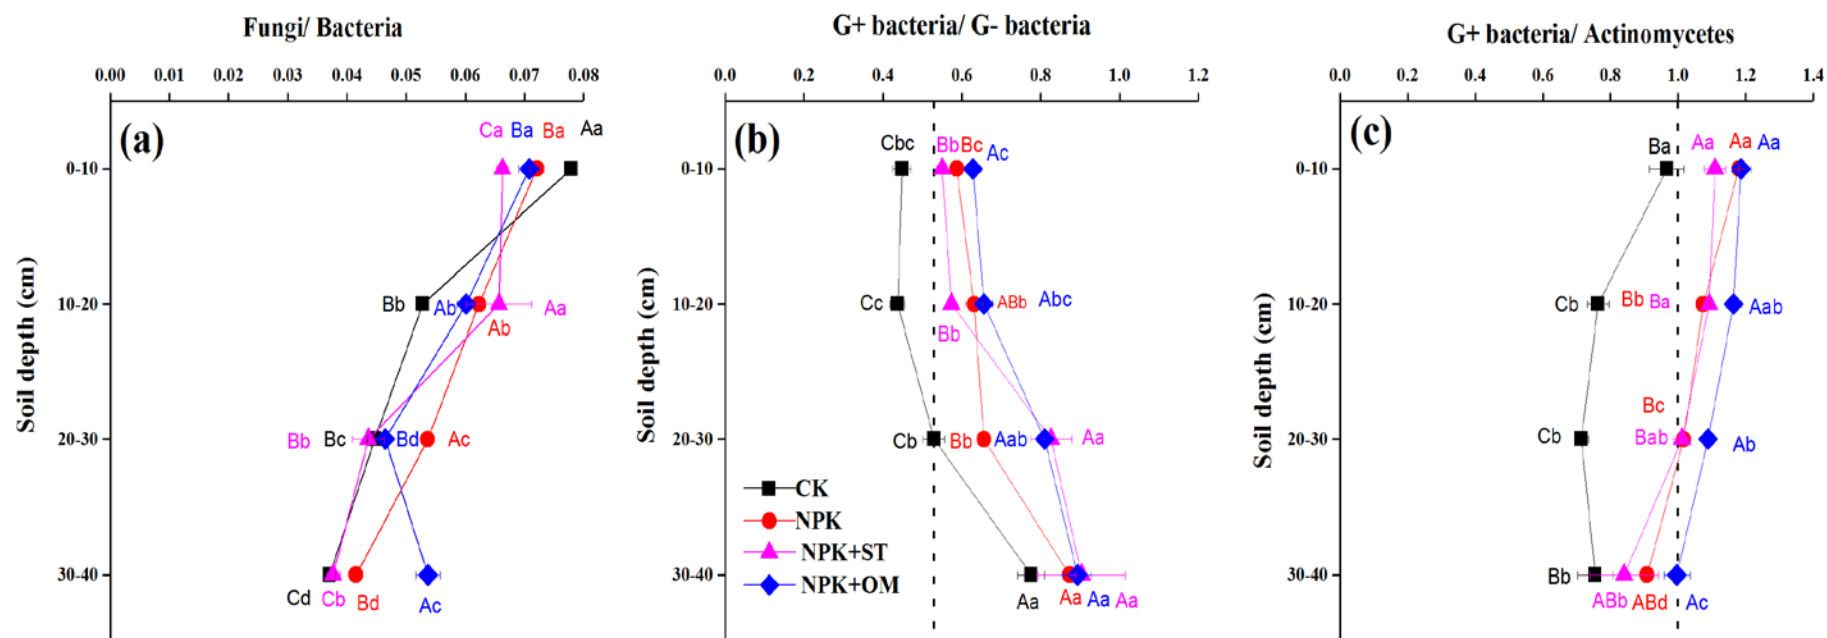 Fungi/ Bacteria
0.00 0.01 0.02 0.03 0.04 0.05 0.06 0.07 0.08
(a)
Ca Ba Ba Aa
0-10
10-20
20-30
30-40
Soil depth (cm)
Bb Ab Ab Aa
Bb Bc Bd Ac
Cd Cb Bd Ac
G+ bacteria/ G- bacteria
0.0 0.2 0.4 0.6 0.8 1.0 1.2
(b)
Cbc Bb Bc Ac
0-10
10-20
20-30
30-40
Soil depth (cm)
Cc Bb ABb Abc
Cb Bb Aab Aa
Aa Aa Aa Aa
CK
NPK
NPK+ST
NPK+OM
G+ bacteria/ Actinomycetes
0.0 0.2 0.4 0.6 0.8 1.0 1.2 1.4
(c)
Ba Aa Aa Aa
0-10
10-20
20-30
30-40
Soil depth (cm)
Cb Bb Ba Aab
Bc
Cb Bab Ab
Bb ABb ABd Ac